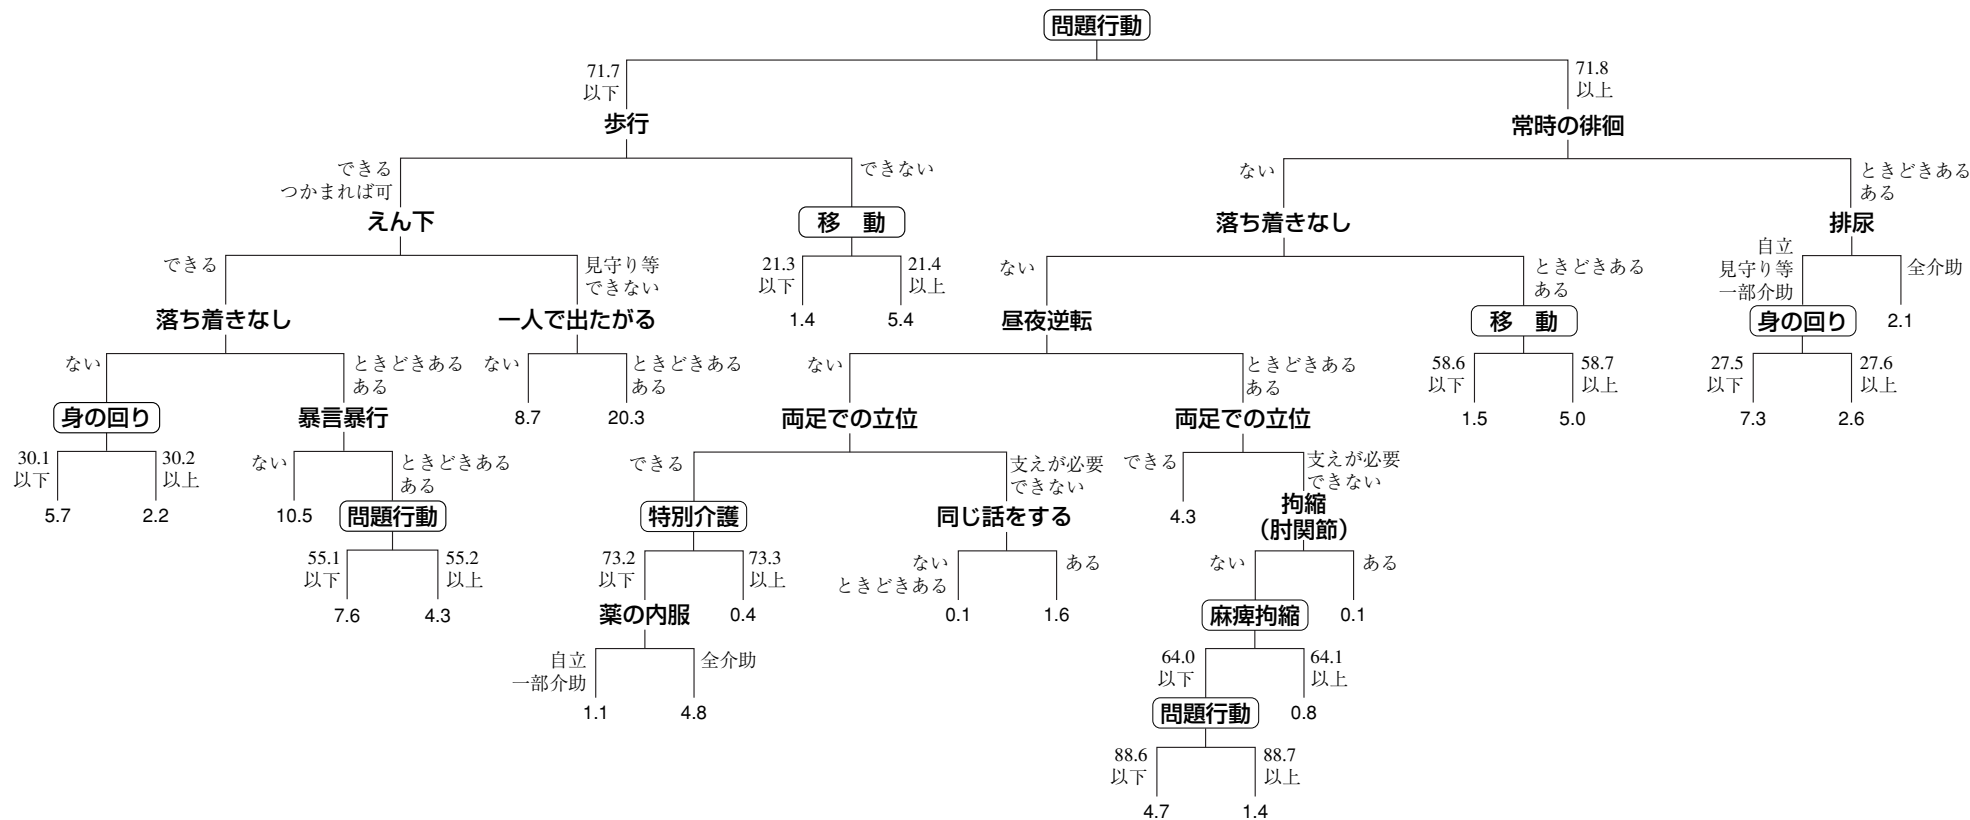 問題行動
71.7
以下
71.8
以上
歩行
常時の徘徊
できる
つかまれば可
できない
ない
ときどきある
ある
えん下
移　動
落ち着きなし
排尿
できる
見守り等
できない
21.3
以下
21.4
以上
ない
ときどきある
ある
自立
見守り等
一部介助
全介助
落ち着きなし
一人で出たがる
1.4
5.4
昼夜逆転
移　動
身の回り
2.1
ない
ときどきある
ある
ない
ときどきある
ある
ない
ときどきある
ある
58.6
以下
58.7
以上
27.5
以下
27.6
以上
身の回り
暴言暴行
8.7
20.3
両足での立位
両足での立位
1.5
5.0
7.3
2.6
30.1
以下
30.2
以上
ない
ときどきある
ある
できる
支えが必要
できない
できる
支えが必要
できない
5.7
2.2
10.5
問題行動
特別介護
同じ話をする
4.3
拘縮
（肘関節）
55.1
以下
55.2
以上
73.2
以下
73.3
以上
ない
ときどきある
ある
ない
ある
7.6
4.3
薬の内服
0.4
0.1
1.6
麻痺拘縮
0.1
自立
一部介助
全介助
64.0
以下
64.1
以上
1.1
4.8
問題行動
0.8
88.6
以下
88.7
以上
4.7
1.4